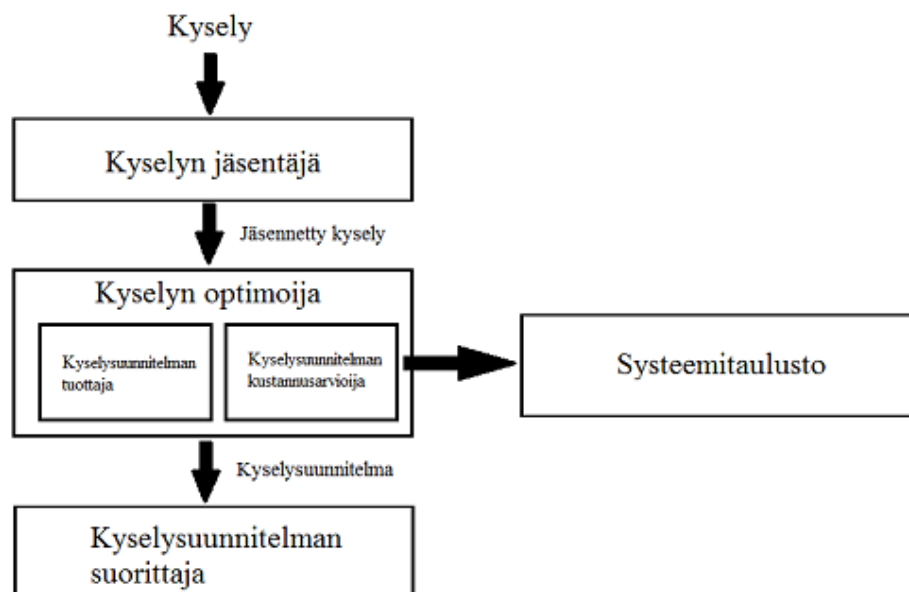 Kysely
Kyselyn jäsentäjä
Jäsennetty kysely
Kyselyn optimoija
Kyselysuunnitelman
tuottaja
Kyselysuunnitelman
kustannusarvioija
Systeemitaulusto
Kyselysuunnitelma
Kyselysuunnitelman
suorittaja